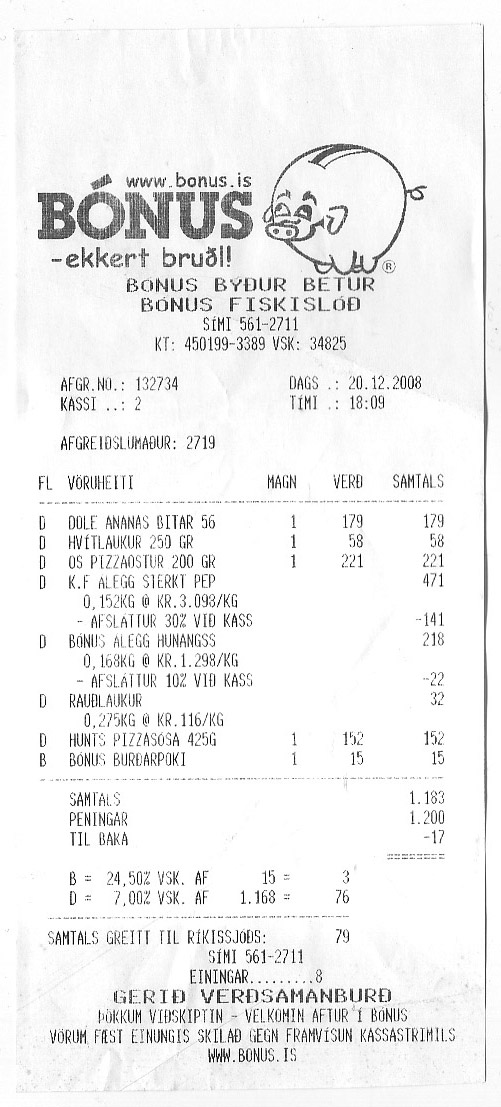 www.bonus.is
BÓNUS
-ekkert bruðl!
®
BÓNUS BÝÐUR BETUR
BÓNUS FISKISLÓÐ
SÍMI 561-2711
KT: 450199-3389 VSK: 34825
AFGR.NO.: 132734 DAGS .: 20.12.2008
KASSI ..: 2 TÍMI .: 18:09
AFGREIÐSLUMAÐUR: 2719
FL VÖRUHEITI MAGN VERÐ SAMTALS
D DOLE ANANAS BITAR 56 1 179 179
D HVÍTLAUKUR 250 GR 1 58 58
D OS PIZZAOSTUR 200 GR 1 221 221
D K.F ALEGG STERKT PEP 471
0,152KG @ KR.3.098/KG
- AFSLÁTTUR 30% VIÐ KASS -141
D BÓNUS ALEGG HUNANGSS 218
0,168KG @ KR.1.298/KG
- AFSLÁTTUR 10% VIÐ KASS -22
D RAUÐLAUKUR 32
0,275KG @ KR.116/KG
D HUNTS PIZZASÓSA 425G 1 152 152
B BÓNUS BURÐARPOKI 1 15 15
SAMTALS 1.183
PENINGAR 1.200
TIL BAKA -17
========
B = 24,50% VSK. AF 15 = 3
D = 7,00% VSK. AF 1.168 = 76
SAMTALS GREITT TIL RÍKISSJÓÐS: 79
SÍMI 561-2711
EININGAR.........8
GERIÐ VERÐSAMANBURÐ
ÞÖKKUM VIÐSKIPTIN - VELKOMIN AFTUR Í BÓNUS
VÖRUM FÆST EINUNGIS SKILAÐ GEGN FRAMVÍSUN KASSASTRIMILS
WWW.BONUS.IS